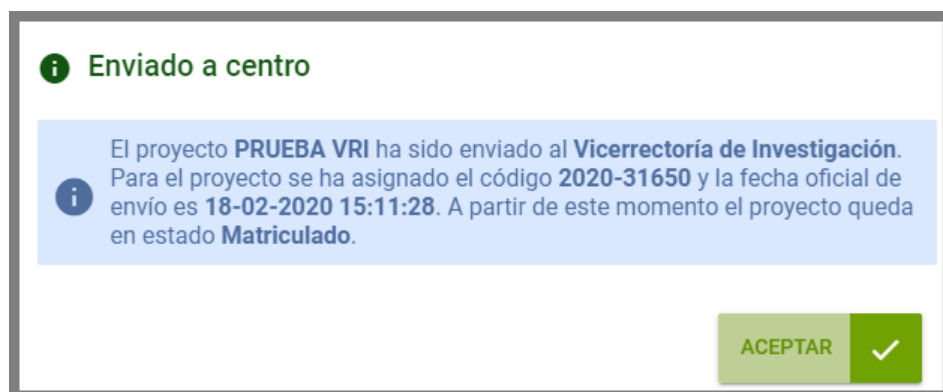 Enviado a centro
El proyecto PRUEBA VRI ha sido enviado al Vicerrectoría de Investigación.
Para el proyecto se ha asignado el código 2020-31650 y la fecha oficial de
envío es 18-02-2020 15:11:28. A partir de este momento el proyecto queda
en estado Matriculado.
ACEPTAR